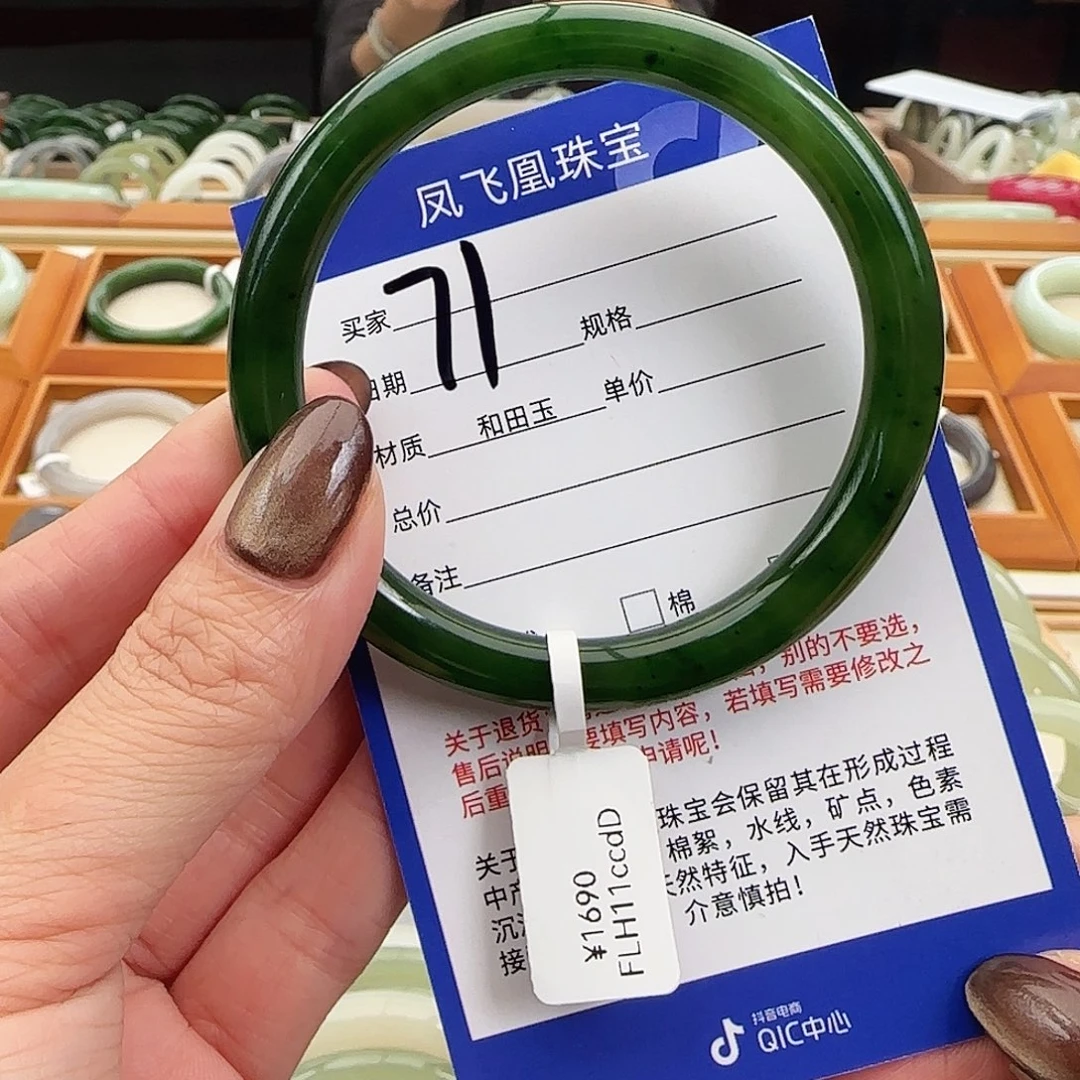 凤飞凰珠宝
71
买家
规格
日期
材质 和田玉 单价
总价
备注
棉
别的不要选，
关于退货 若填写需要修改之
售后说明 要填写内容，
后重 申请呢！
关于 珠宝会保留其在形成过程
中产 棉絮，水线，矿点，色素
沉 天然特征，入手天然珠宝需
接 介意慎拍！
¥1690
FLH11ccdD
抖音电商
QIC中心